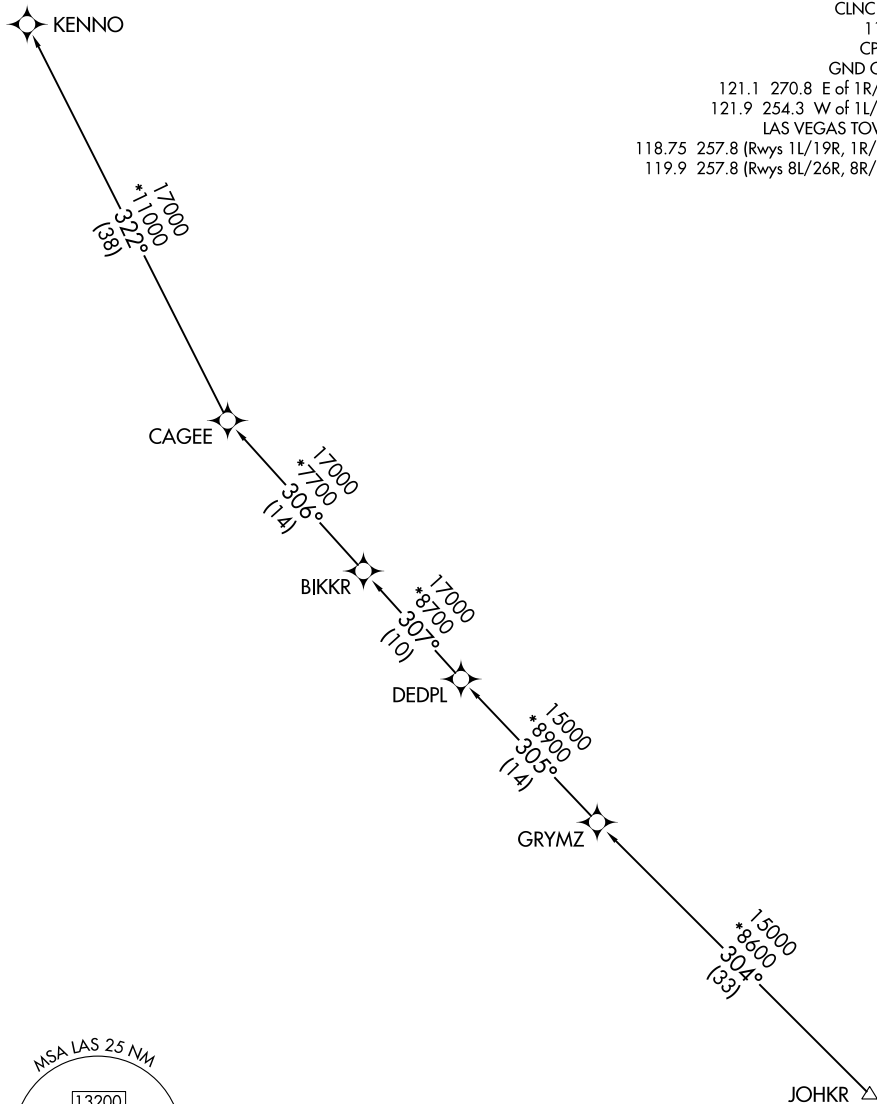 KENNO
CLNC
CP
GND
121.1 270.8 E of 1R/
121.9 254.3 W of 1L/
LAS VEGAS
118.75 257.8 (Rwys 1L/19R, 1R/
119.9 257.8 (Rwys 8L/26R, 8R/
17000
*11000
322°
(38)
CAGEE
17000
*7700
306°
(14)
BIKKR
17000
*8700
307°
(10)
DEDPL
15000
*8900
305°
(14)
GRYMZ
15000
*8600
304°
(33)
MSA LAS 25 NM
13200
JOHKR